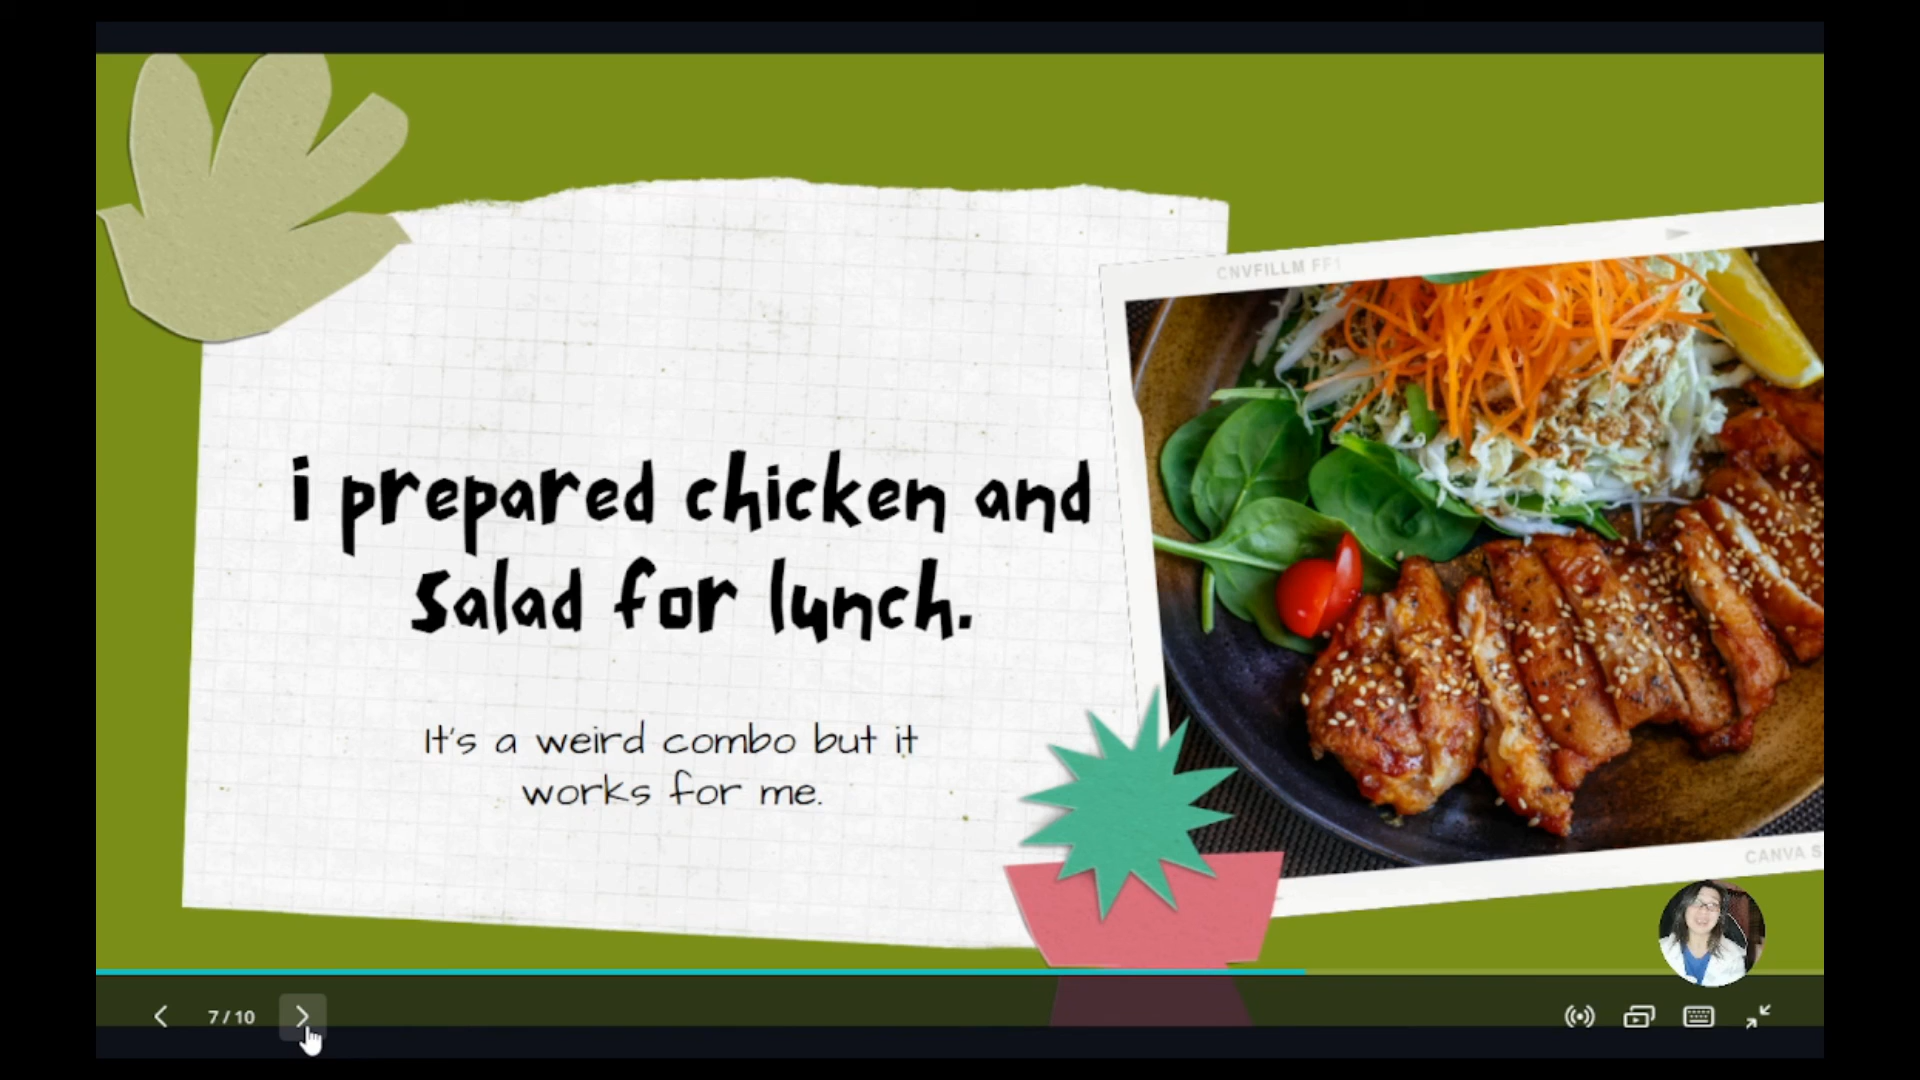 CNVFILLM FF1
i prepared chicken and
Salad for lunch.
It's a weird combo but it
works for me.
CANVA S
7/10